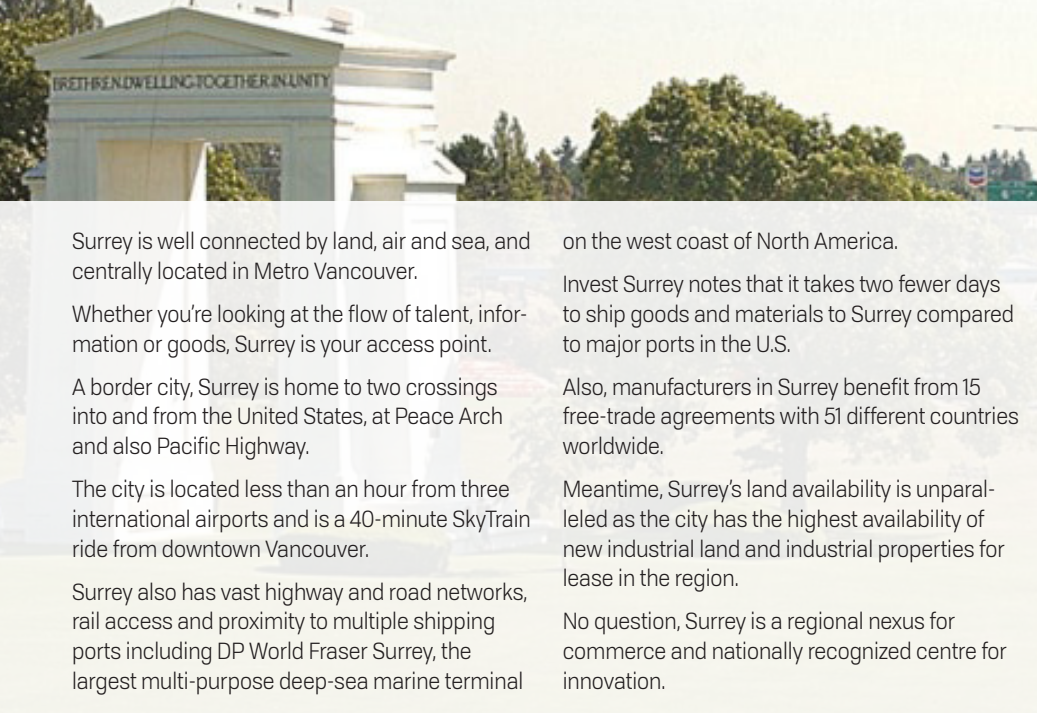 BRETHREN DWELLING TOGETHER IN UNITY
Surrey is well connected by land, air and sea, and
centrally located in Metro Vancouver.
Whether you're looking at the flow of talent, infor-
mation or goods, Surrey is your access point.
A border city, Surrey is home to two crossings
into and from the United States, at Peace Arch
and also Pacific Highway.
The city is located less than an hour from three
international airports and is a 40-minute SkyTrain
ride from downtown Vancouver.
Surrey also has vast highway and road networks,
rail access and proximity to multiple shipping
ports including DP World Fraser Surrey, the
largest multi-purpose deep-sea marine terminal
on the west coast of North America.
Invest Surrey notes that it takes two fewer days
to ship goods and materials to Surrey compared
to major ports in the U.S.
Also, manufacturers in Surrey benefit from 15
free-trade agreements with 51 different countries
worldwide.
Meantime, Surrey's land availability is unparal-
leled as the city has the highest availability of
new industrial land and industrial properties for
lease in the region.
No question, Surrey is a regional nexus for
commerce and nationally recognized centre for
innovation.